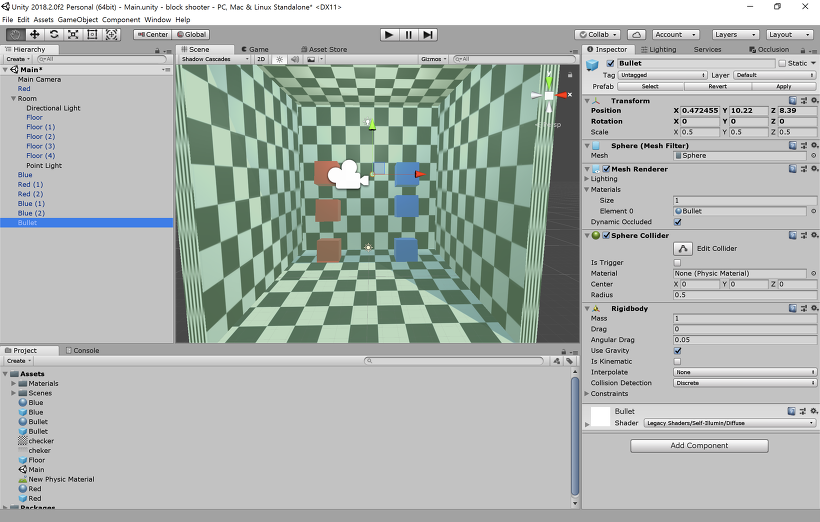 Unity 2018.2.0f2 Personal (64bit) - Main.unity - block shooter - PC, Mac & Linux Standalone* <DX11>
File Edit Assets GameObject Component Window Help
Center Global Collab Account Layers Layout
Hierarchy
Create All
Main*
Main Camera
Red
Room
Directional Light
Floor
Floor (1)
Floor (2)
Floor (3)
Floor (4)
Point Light
Blue
Red (1)
Red (2)
Blue (1)
Blue (2)
Bullet
Scene Game Asset Store
Shadow Cascades 2D Gizmos All
y
x
Project Console
Create
Assets
Materials
Scenes
Blue
Blue
Bullet
Bullet
checker
cheker
Floor
Main
New Physic Material
Red
Red
Packages
Inspector Lighting Services Occlusion
Bullet Static
Tag Untagged Layer Default
Prefab Select Revert Apply
Transform
Position X 0.472455 Y 10.22 Z 8.39
Rotation X 0 Y 0 Z 0
Scale X 0.5 Y 0.5 Z 0.5
Sphere (Mesh Filter)
Mesh Sphere
Mesh Renderer
Lighting
Materials
Size 1
Element 0 Bullet
Dynamic Occluded
Sphere Collider
Edit Collider
Is Trigger
Material None (Physic Material)
Center X 0 Y 0 Z 0
Radius 0.5
Rigidbody
Mass 1
Drag 0
Angular Drag 0.05
Use Gravity
Is Kinematic
Interpolate None
Collision Detection Discrete
Constraints
Bullet
Shader Legacy Shaders/Self-Illumin/Diffuse
Add Component